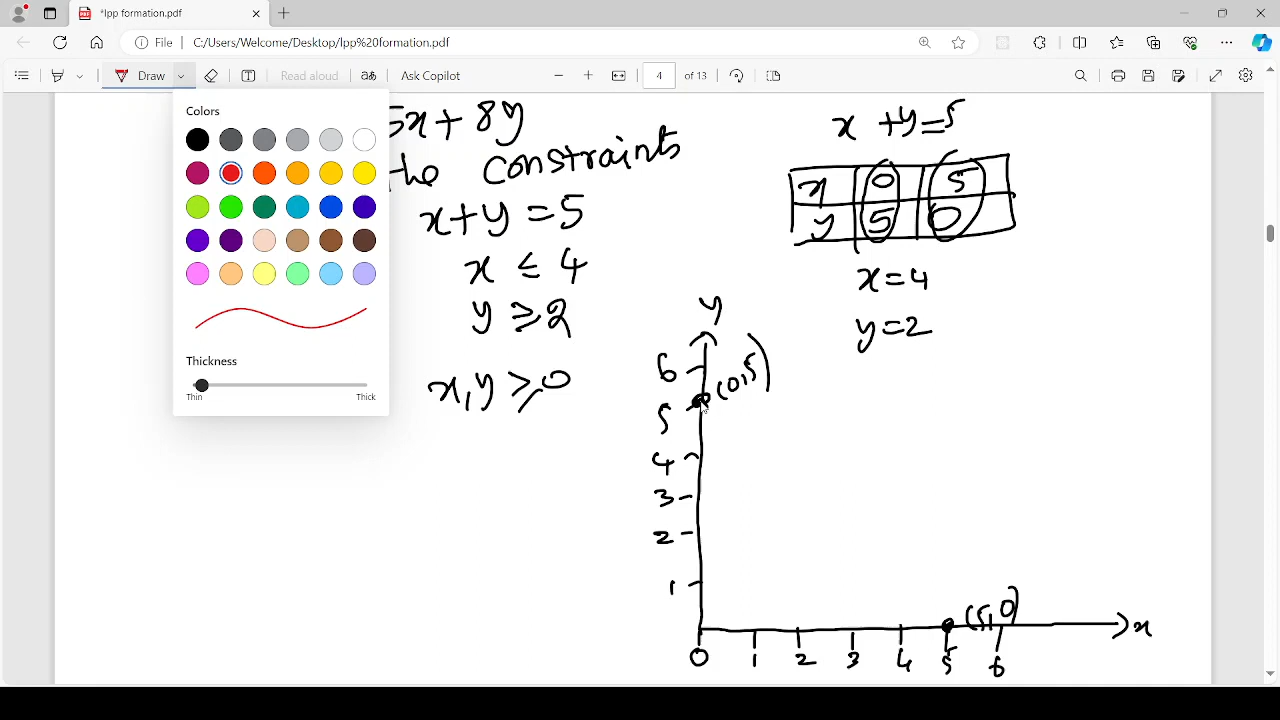 *lpp formation.pdf
File C:/Users/Welcome/Desktop/lpp%20formation.pdf
Draw Read aloud Ask Copilot 4 of 13
Colors
Thickness
Thin Thick
5x + 8y
the constraints
x+y = 5
x ≤ 4
y ≥ 2
x, y ≥ 0
x + y = 5
x 0 5
y 5 0
x = 4
y = 2
y
6
(0,5)
5
4
3
2
1
(5,0)
x
0 1 2 3 4 5 6